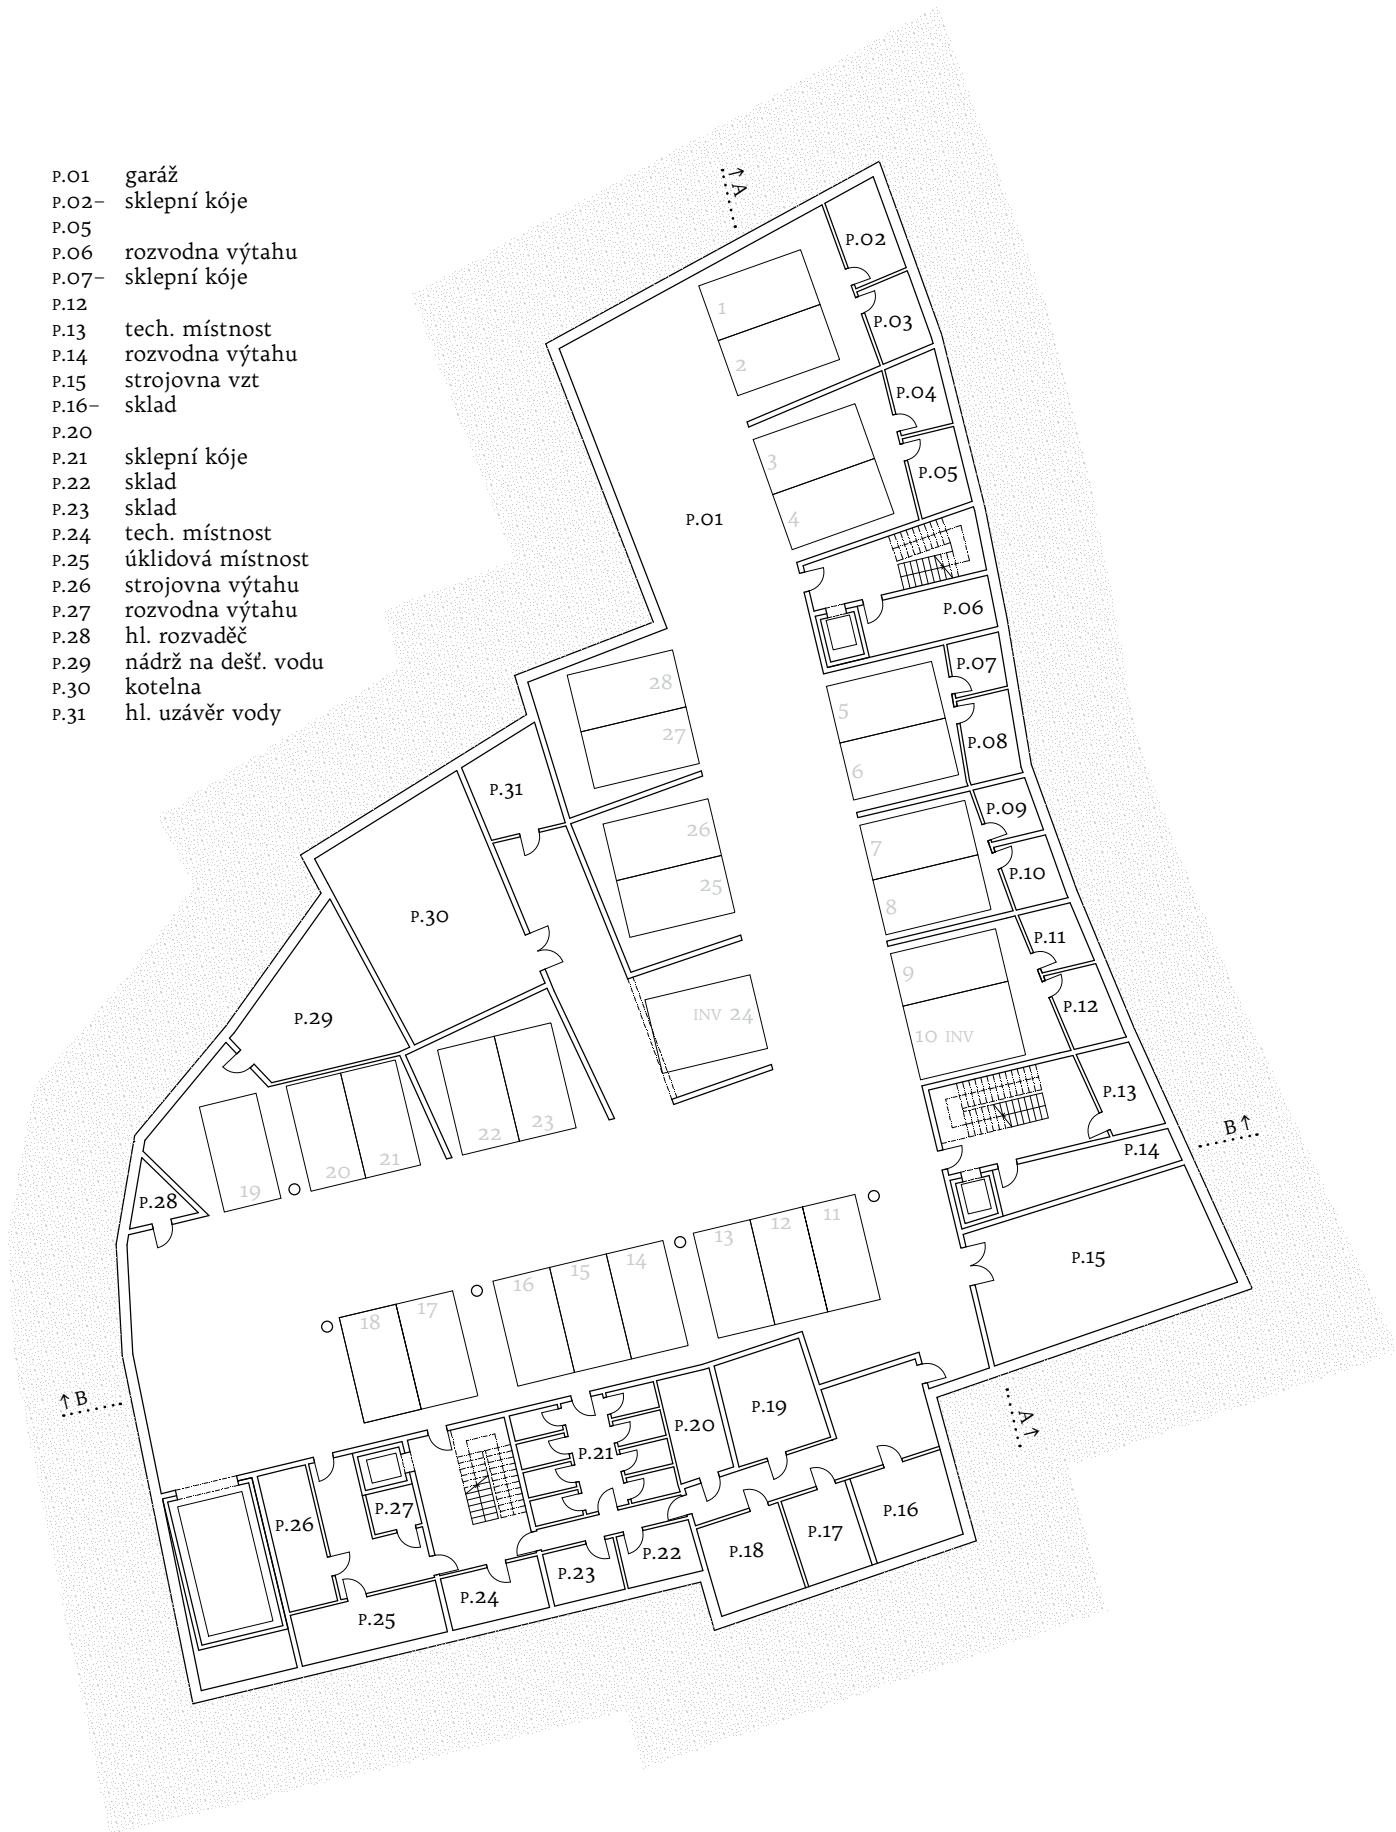 P.01 garáž
P.02– sklepní kóje
P.05
P.06 rozvodna výtahu
P.07– sklepní kóje
P.12
P.13 tech. místnost
P.14 rozvodna výtahu
P.15 strojovna vzt
P.16– sklad
P.20
P.21 sklepní kóje
P.22 sklad
P.23 sklad
P.24 tech. místnost
P.25 úklidová místnost
P.26 strojovna výtahu
P.27 rozvodna výtahu
P.28 hl. rozvaděč
P.29 nádrž na dešť. vodu
P.30 kotelna
P.31 hl. uzávěr vody
↑ A
P.02
1
P.03
2
P.04
3
P.05
4
P.01
P.06
P.07
28
5
27
P.08
6
P.31
P.09
26
7
25
P.10
8
P.30
P.11
9
P.12
INV 24
P.29
10 INV
P.13
23
22
B ↑
P.14
21
20
19
P.28
11
12
13
P.15
14
15
16
17
18
↑ B
A ↑
P.19
P.20
P.21
P.27
P.26
P.16
P.17
P.18
P.22
P.23
P.24
P.25